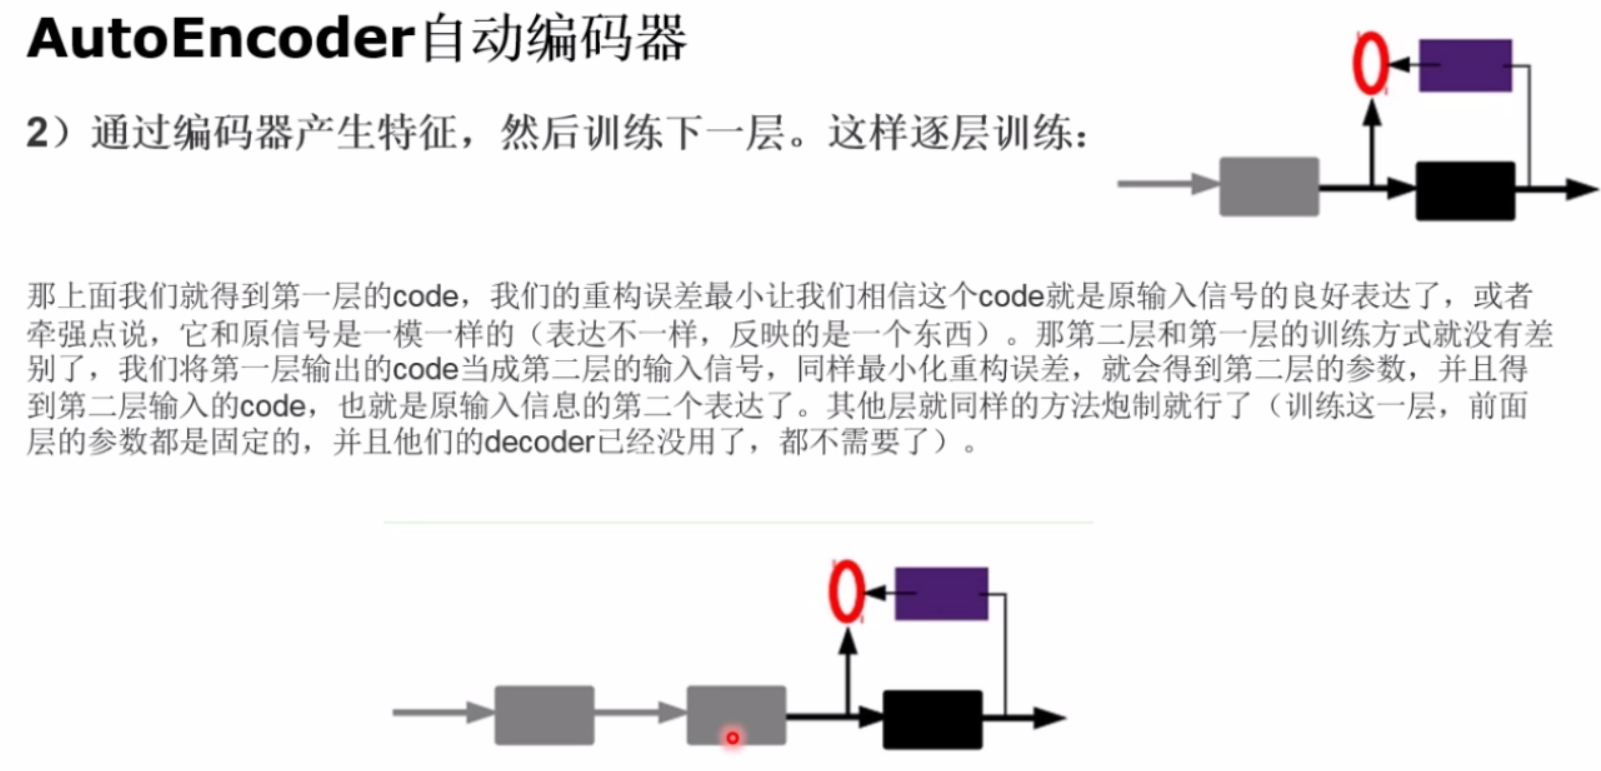 AutoEncoder自动编码器
2）通过编码器产生特征，然后训练下一层。这样逐层训练：
那上面我们就得到第一层的code，我们的重构误差最小让我们相信这个code就是原输入信号的良好表达了，或者
牵强点说，它和原信号是一模一样的（表达不一样，反映的是一个东西）。那第二层和第一层的训练方式就没有差
别了，我们将第一层输出的code当成第二层的输入信号，同样最小化重构误差，就会得到第二层的参数，并且得
到第二层输入的code，也就是原输入信息的第二个表达了。其他层就同样的方法炮制就行了（训练这一层，前面
层的参数都是固定的，并且他们的decoder已经没用了，都不需要了）。